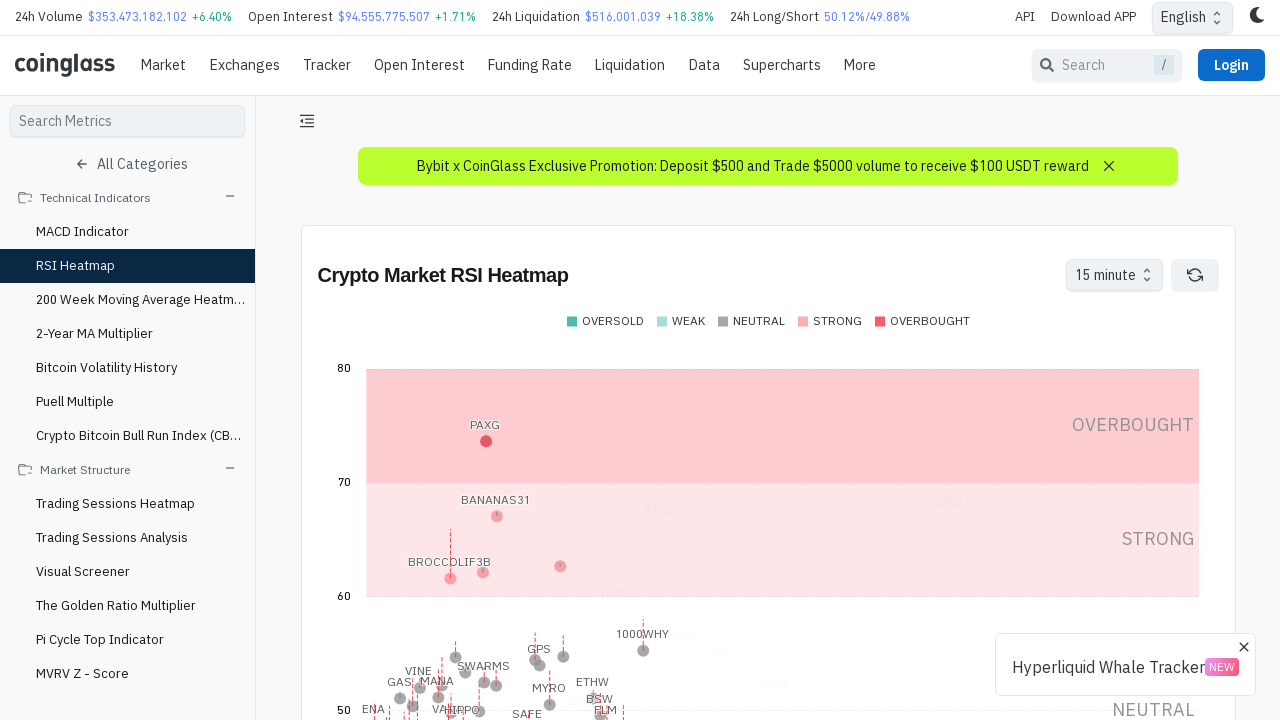 24h Volume $353,473,182,102 +6.40% Open Interest $94,555,775,507 +1.71% 24h Liquidation $516,001,039 +18.38% 24h Long/Short 50.12%/49.88% API Download APP English
coinglass Market Exchanges Tracker Open Interest Funding Rate Liquidation Data Supercharts More Search / Login
Search Metrics
All Categories
Technical Indicators
MACD Indicator
RSI Heatmap
200 Week Moving Average Heatm...
2-Year MA Multiplier
Bitcoin Volatility History
Puell Multiple
Crypto Bitcoin Bull Run Index (CB...
Market Structure
Trading Sessions Heatmap
Trading Sessions Analysis
Visual Screener
The Golden Ratio Multiplier
Pi Cycle Top Indicator
MVRV Z - Score
Bybit x CoinGlass Exclusive Promotion: Deposit $500 and Trade $5000 volume to receive $100 USDT reward
Crypto Market RSI Heatmap
15 minute
OVERSOLD WEAK NEUTRAL STRONG OVERBOUGHT
80
OVERBOUGHT
PAXG
70
BANANAS31
STRONG
BROCCOLIF3B
60
1000WHY
GPS
SWARMS
VINE
GAS MANA
ETHW
MYRO
BSW
ENA
SAFE
50
NEUTRAL
Hyperliquid Whale Tracker NEW